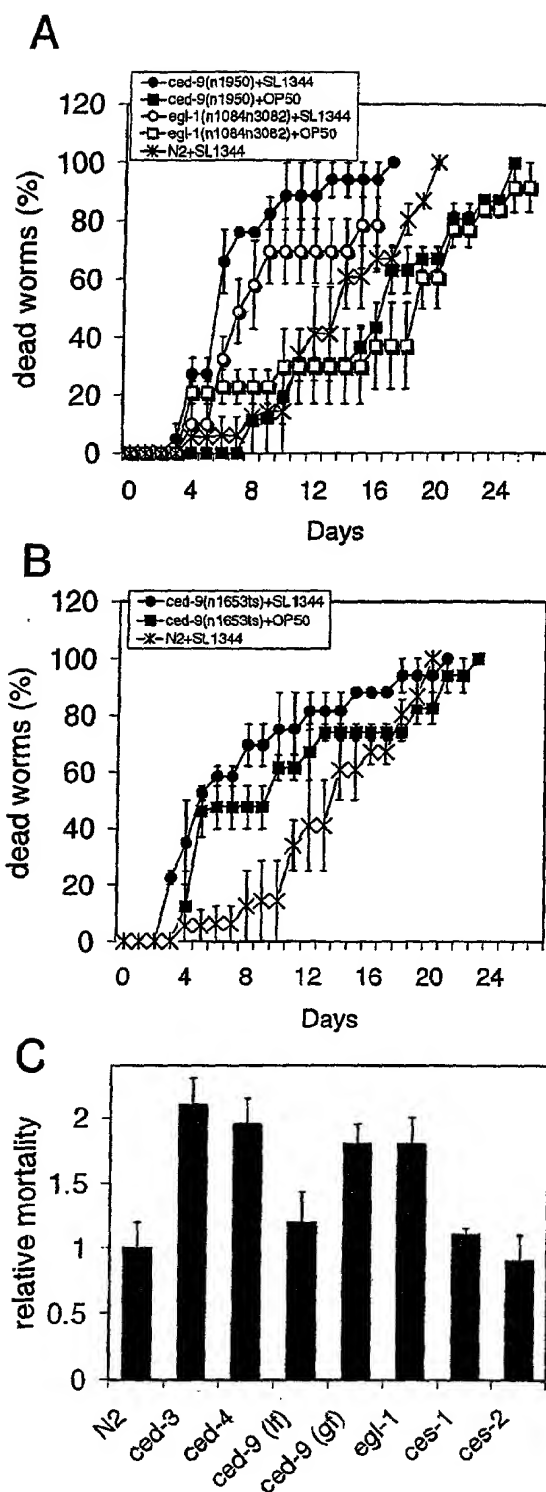 A
ced-9(n1950)+SL1344
ced-9(n1950)+OP50
egl-1(n1084n3082)+SL1344
egl-1(n1084n3082)+OP50
N2+SL1344
120
100
80
60
40
20
0
dead worms (%)
0 4 8 12 16 20 24
Days
B
ced-9(n1653ts)+SL1344
ced-9(n1653ts)+OP50
N2+SL1344
120
100
80
60
40
20
0
dead worms (%)
0 4 8 12 16 20 24
Days
C
2
1.5
1
0.5
0
relative mortality
N2 ced-3 ced-4 ced-9 (lf) ced-9 (gf) egl-1 ces-1 ces-2